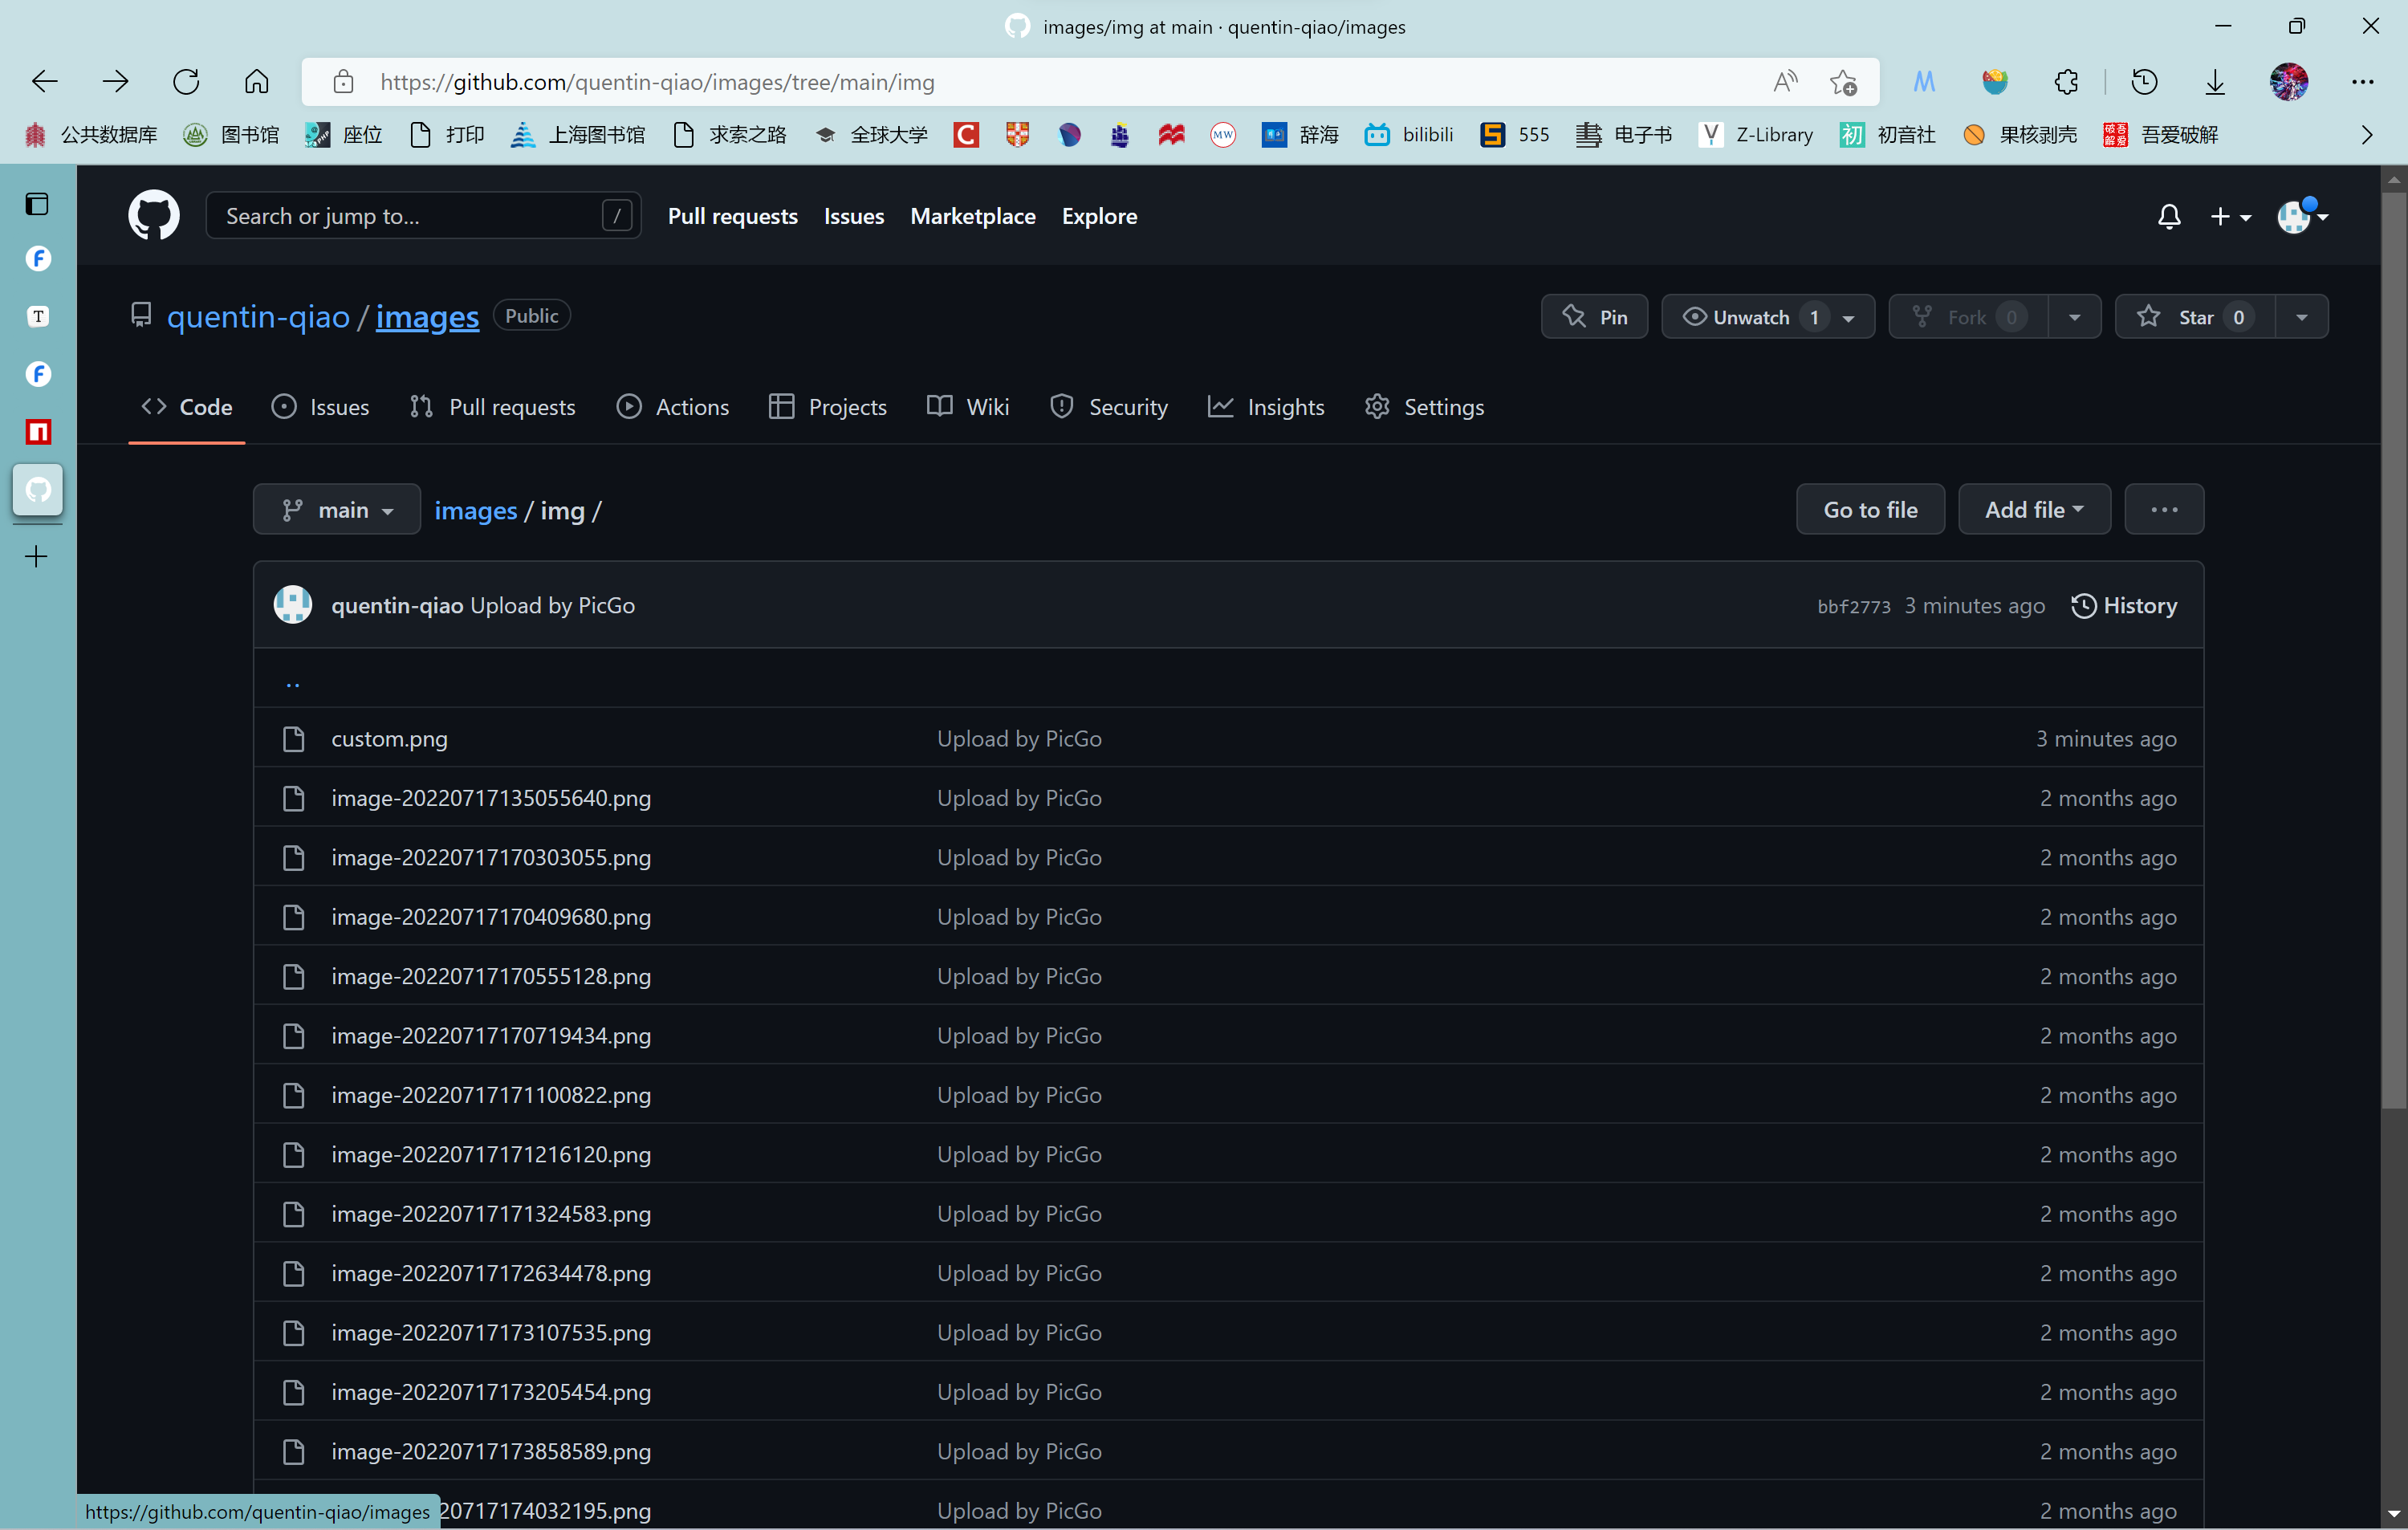 images/img at main · quentin-qiao/images
https://github.com/quentin-qiao/images/tree/main/img
公共数据库 图书馆 座位 打印 上海图书馆 求索之路 全球大学 C MW 辞海 bilibili 555 电子书 Z-Library 初 初音社 果核剥壳 吾爱破解 吾爱破解
Search or jump to... / Pull requests Issues Marketplace Explore
quentin-qiao / images Public Pin Unwatch 1 Fork 0 Star 0
Code Issues Pull requests Actions Projects Wiki Security Insights Settings
main images / img / Go to file Add file ...
quentin-qiao Upload by PicGo bbf2773 3 minutes ago History
..
custom.png Upload by PicGo 3 minutes ago
image-20220717135055640.png Upload by PicGo 2 months ago
image-20220717170303055.png Upload by PicGo 2 months ago
image-20220717170409680.png Upload by PicGo 2 months ago
image-20220717170555128.png Upload by PicGo 2 months ago
image-20220717170719434.png Upload by PicGo 2 months ago
image-20220717171100822.png Upload by PicGo 2 months ago
image-20220717171216120.png Upload by PicGo 2 months ago
image-20220717171324583.png Upload by PicGo 2 months ago
image-20220717172634478.png Upload by PicGo 2 months ago
image-20220717173107535.png Upload by PicGo 2 months ago
image-20220717173205454.png Upload by PicGo 2 months ago
image-20220717173858589.png Upload by PicGo 2 months ago
20717174032195.png Upload by PicGo 2 months ago
https://github.com/quentin-qiao/images